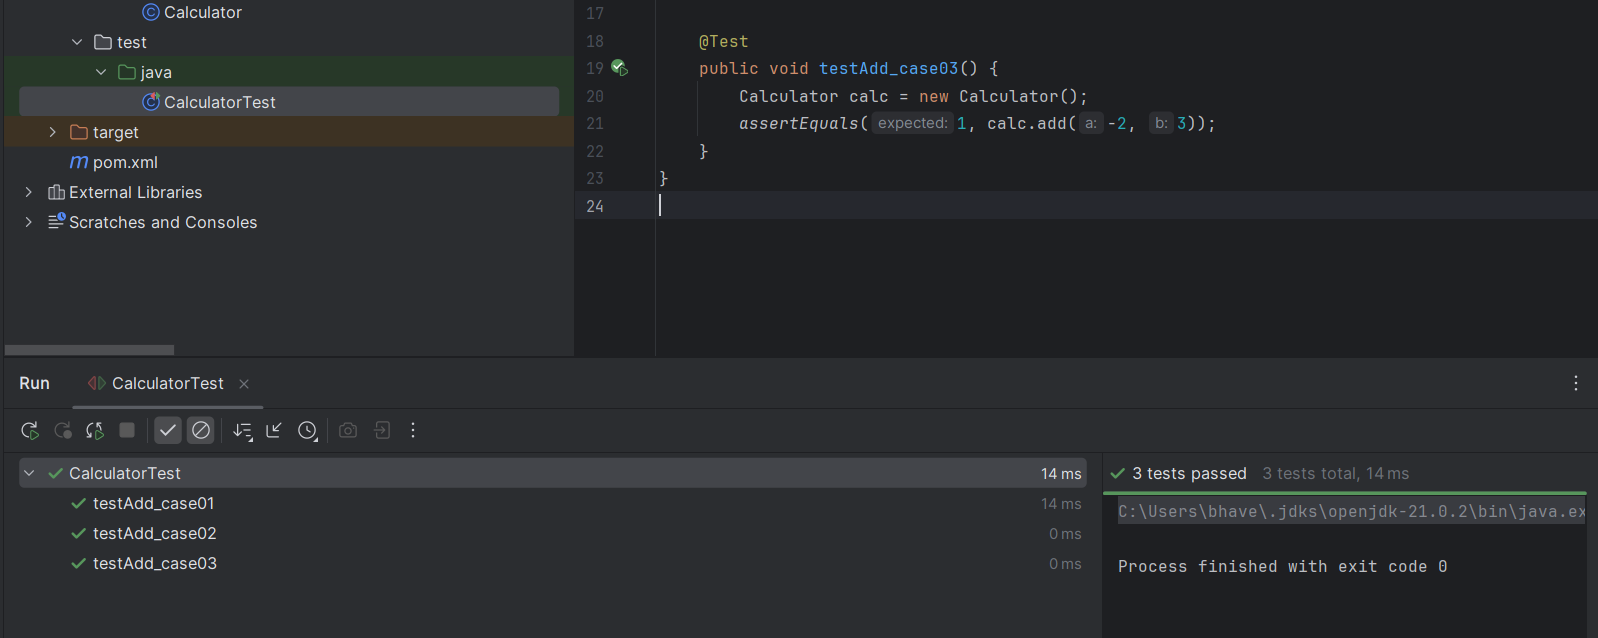 Calculator
test
java
CalculatorTest
target
pom.xml
External Libraries
Scratches and Consoles
17
18 @Test
19 public void testAdd_case03() {
20 Calculator calc = new Calculator();
21 assertEquals( expected: 1, calc.add( a: -2, b: 3));
22 }
23 }
24
Run CalculatorTest
CalculatorTest 14 ms
testAdd_case01 14 ms
testAdd_case02 0 ms
testAdd_case03 0 ms
3 tests passed 3 tests total, 14 ms
C:\Users\bhave\.jdks\openjdk-21.0.2\bin\java.ex
Process finished with exit code 0